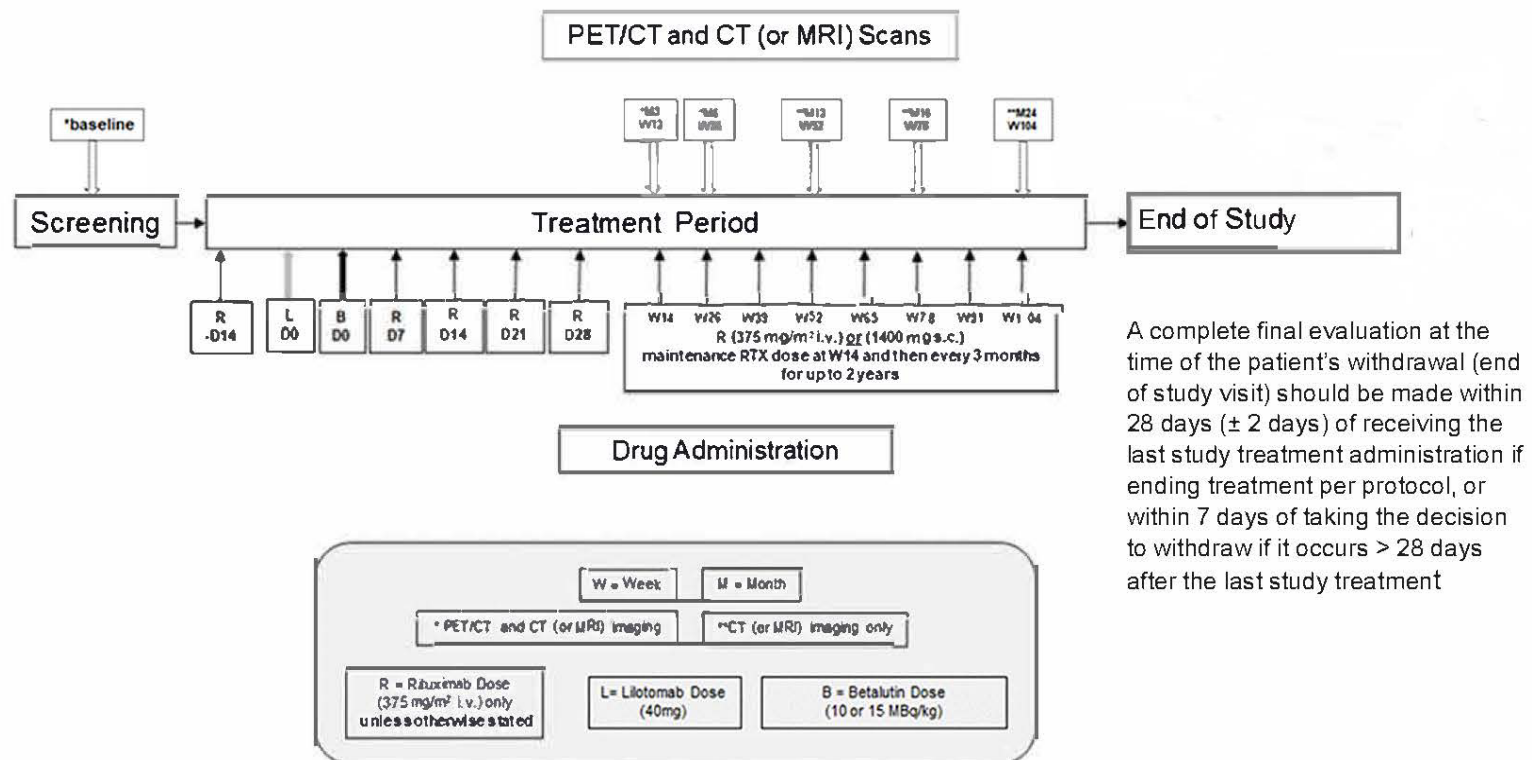 PET/CT and CT (or MRI) Scans
*baseline
*M3
W13
W52
W78
**M24
W104
Screening
Treatment Period
End of Study
R
-D14
L
D0
B
D0
R
D7
R
D14
R
D21
R
D28
W14 W26 W39 W52 W65 W78 W91 W104
R (375 mg/m² i.v.) or (1400 mg s.c.)
maintenance RTX dose at W14 and then every 3 months
for up to 2 years
A complete final evaluation at the
time of the patient's withdrawal (end
of study visit) should be made within
28 days (± 2 days) of receiving the
last study treatment administration if
ending treatment per protocol, or
within 7 days of taking the decision
to withdraw if it occurs > 28 days
after the last study treatment
Drug Administration
W = Week
M = Month
* PET/CT and CT (or MRI) imaging
**CT (or MRI) imaging only
R = Rituximab Dose
(375 mg/m² i.v.) only
unless otherwise stated
L= Lilotomab Dose
(40mg)
B = Betalutin Dose
(10 or 15 MBq/kg)